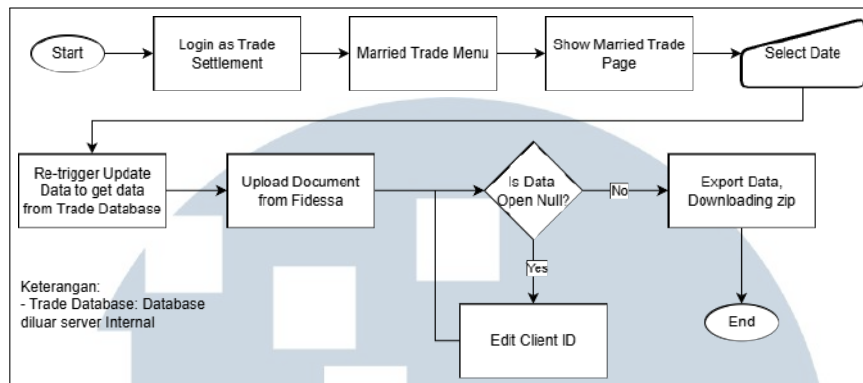 Start
Login as Trade
Settlement
Married Trade Menu
Show Married Trade
Page
Select Date
Re-trigger Update
Data to get data
from Trade Database
Upload Document
from Fidessa
Is Data
Open Null?
No
Export Data,
Downloading zip
Yes
Keterangan:
- Trade Database: Database
diluar server Internal
Edit Client ID
End